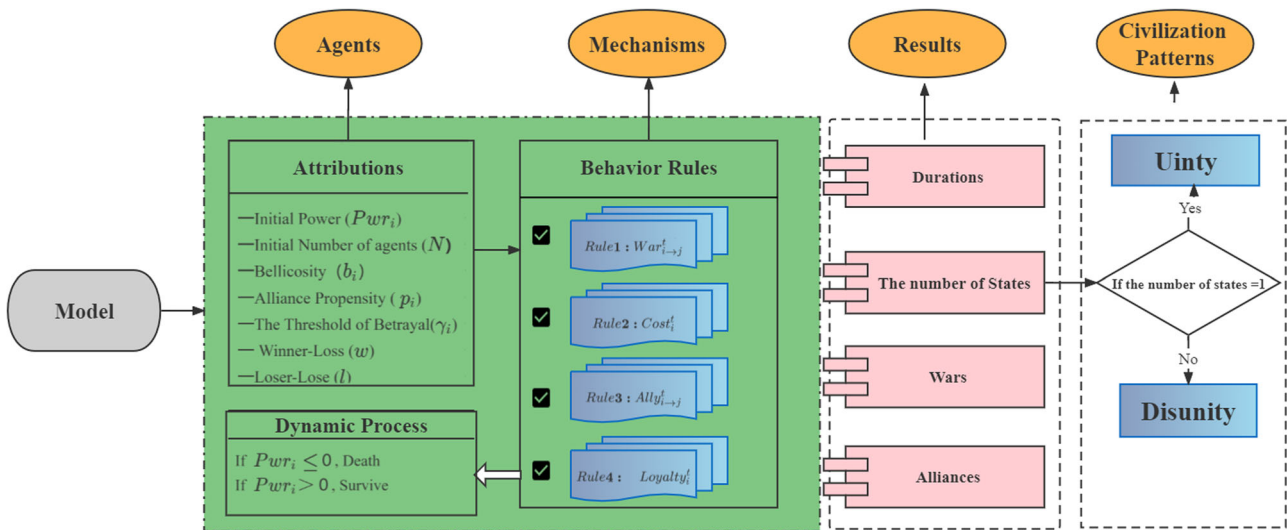 Agents
Mechanisms
Results
Civilization
Patterns
Model
Attributions
—Initial Power (Pwr_i)
—Initial Number of agents (N)
—Bellicosity (b_i)
—Alliance Propensity (p_i)
—The Threshold of Betrayal(γ_i)
— Winner-Loss (w)
—Loser-Lose (l)
Dynamic Process
If Pwr_i ≤ 0, Death
If Pwr_i > 0, Survive
Behavior Rules
Rule1 : War^t_{i→j}
Rule2 : Cost^t_i
Rule3 : Ally^t_{i→j}
Rule4 : Loyalty^t_i
Durations
The number of States
Wars
Alliances
Uinty
Yes
If the number of states =1
No
Disunity